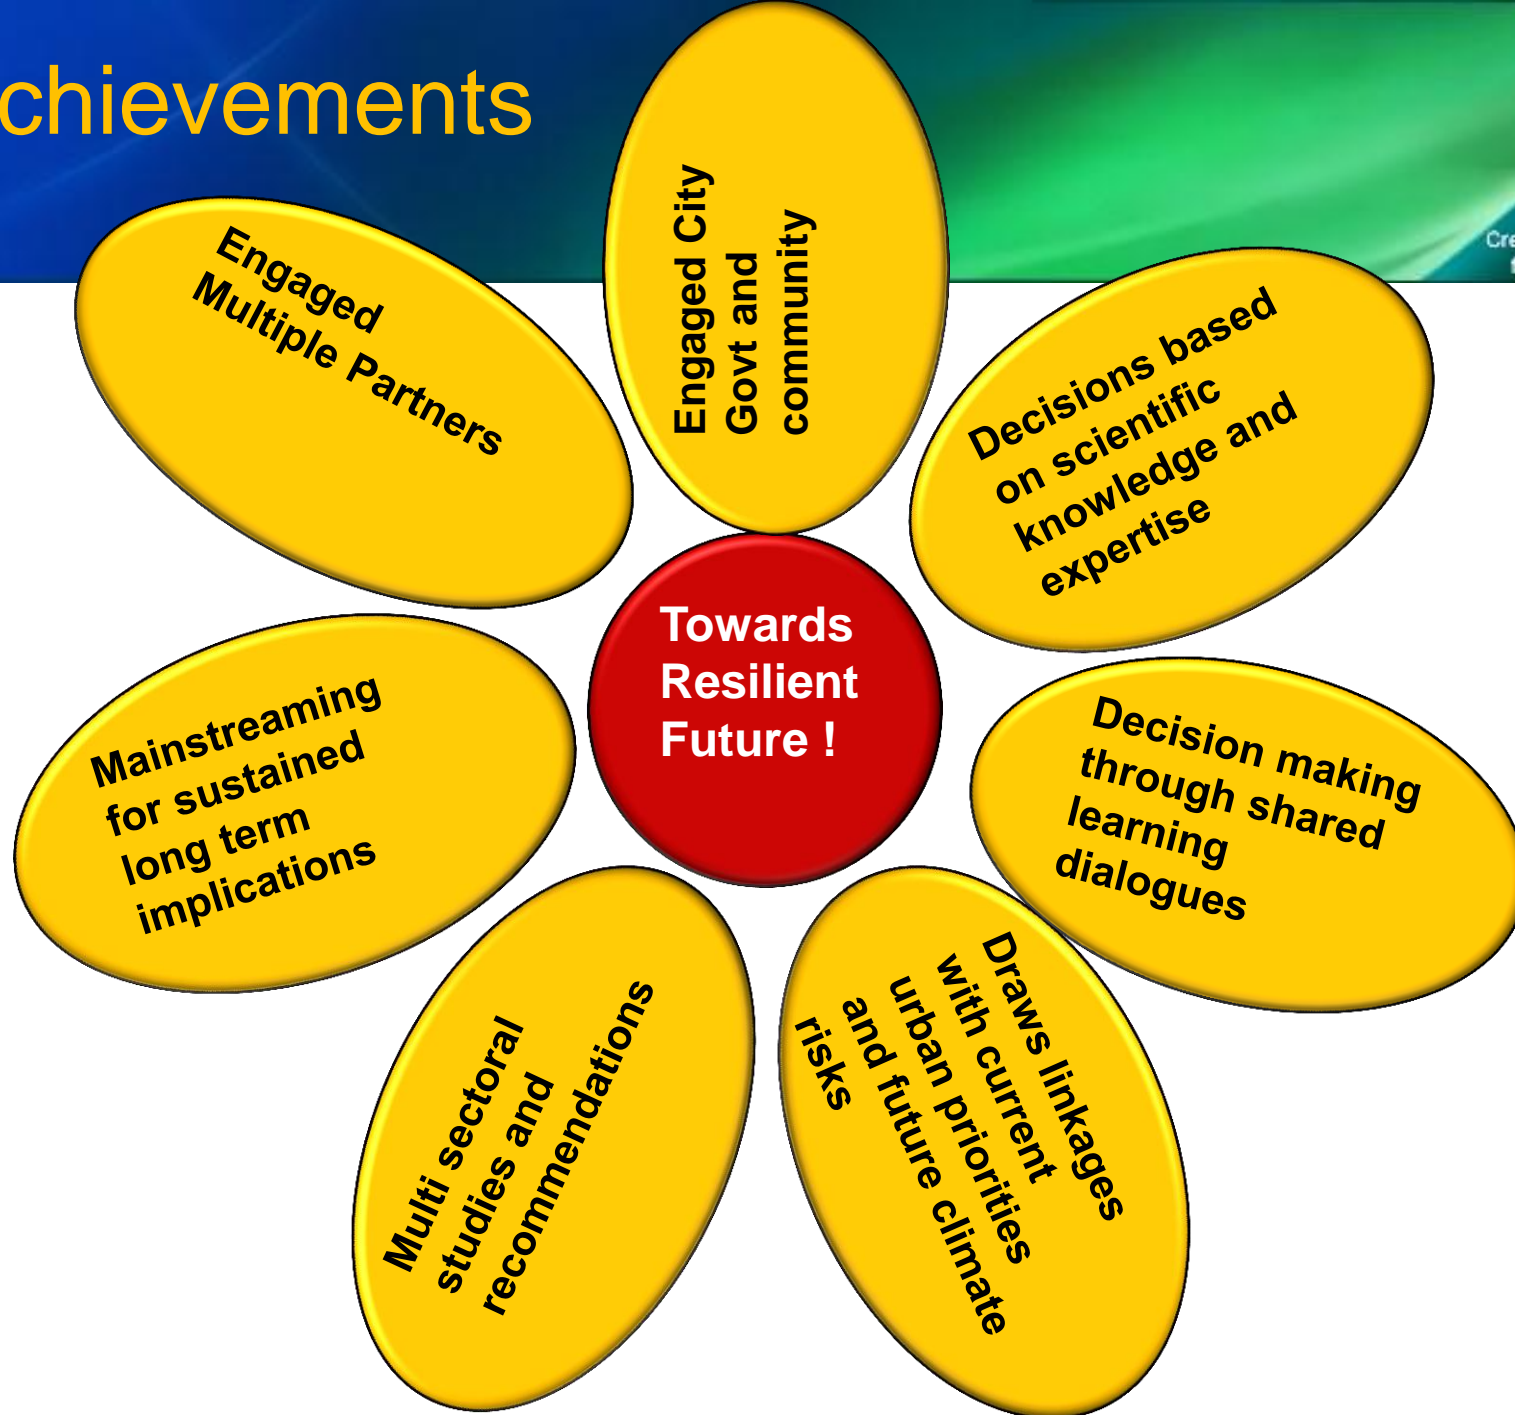 chievements
Engaged City
Govt and
community
Engaged
Multiple Partners
Decisions based
on scientific
knowledge and
expertise
Towards
Resilient
Future !
Mainstreaming
for sustained
long term
implications
Decision making
through shared
learning
dialogues
Multi sectoral
studies and
recommendations
Draws linkages
with current
urban priorities
and future climate
risks
Cre